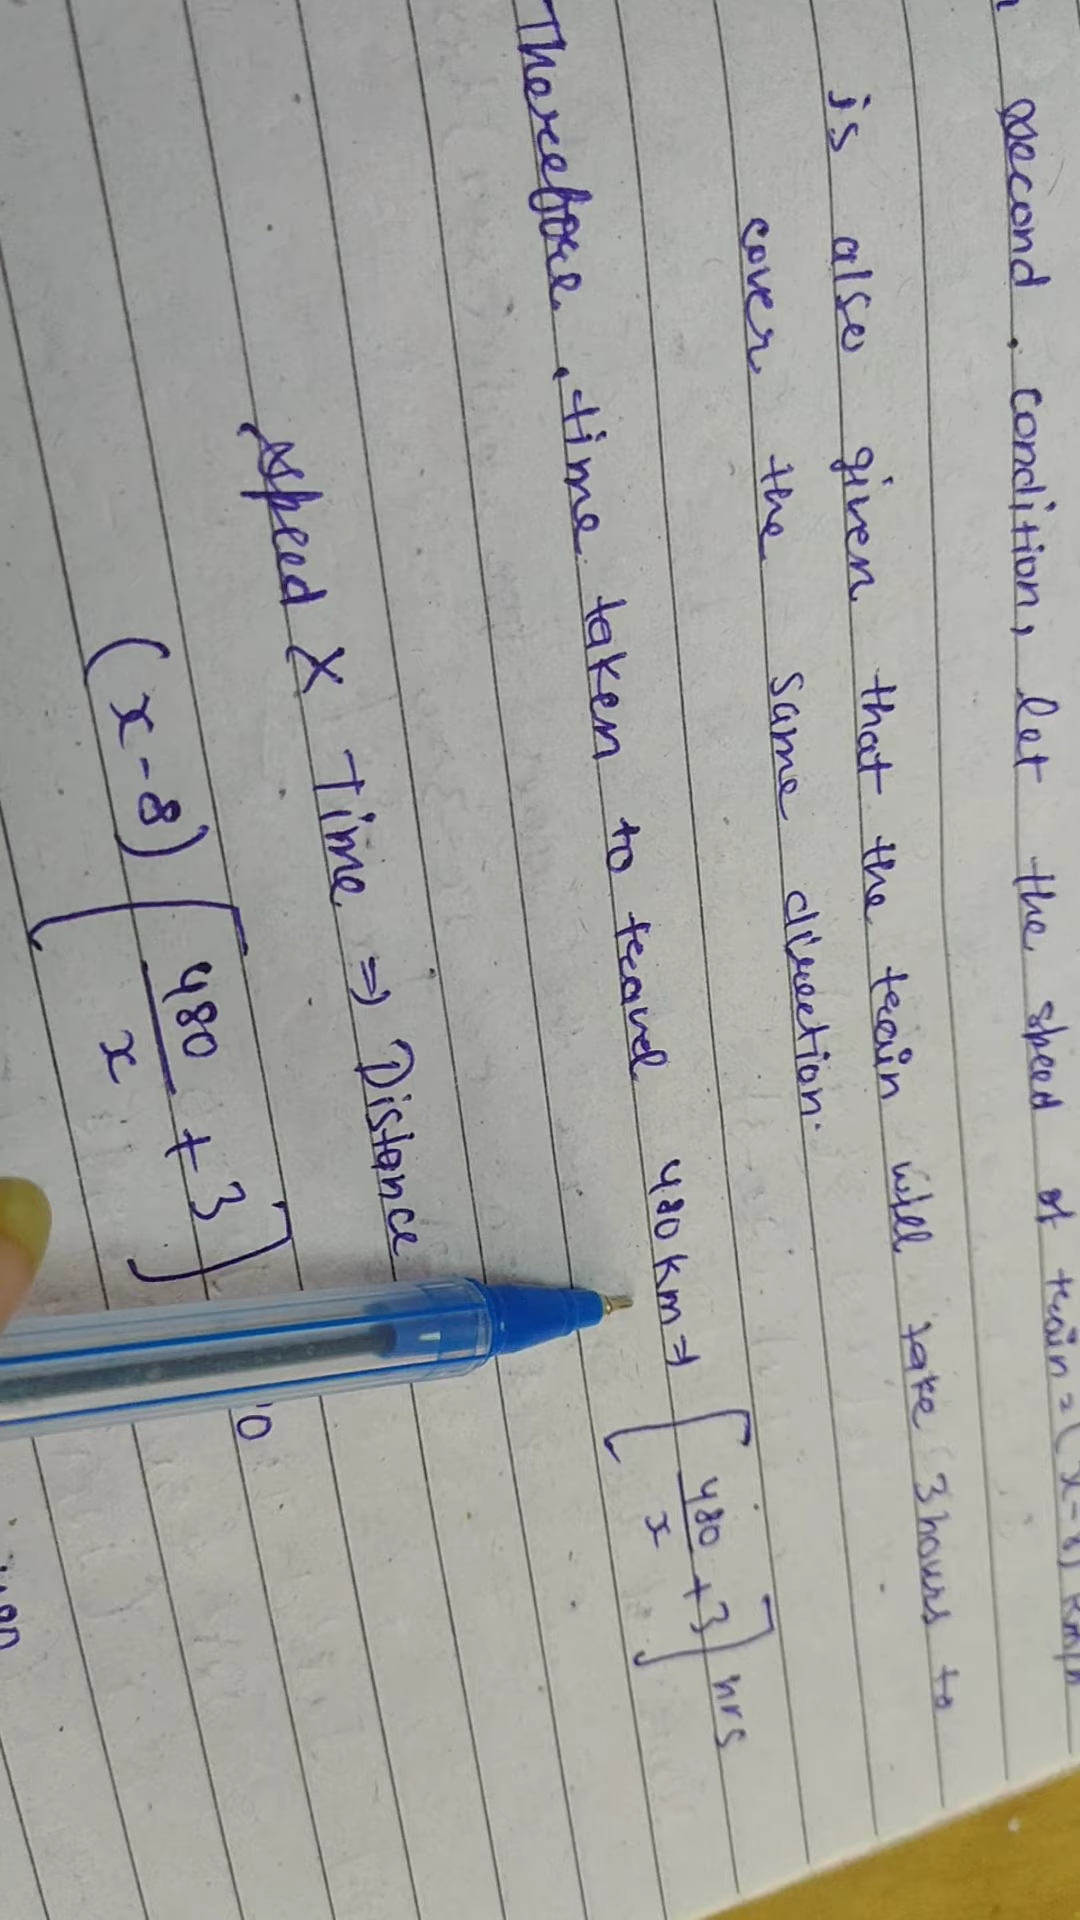 second . condition, let the speed of train = (x-8) km/h
is also given that the train will take 3 hours to
cover the same direction.
Therefore, time taken to travel 480 km ⇒ [480/x + 3] hrs
speed X Time ⇒ Distance
(x-8) [480/x + 3]
480